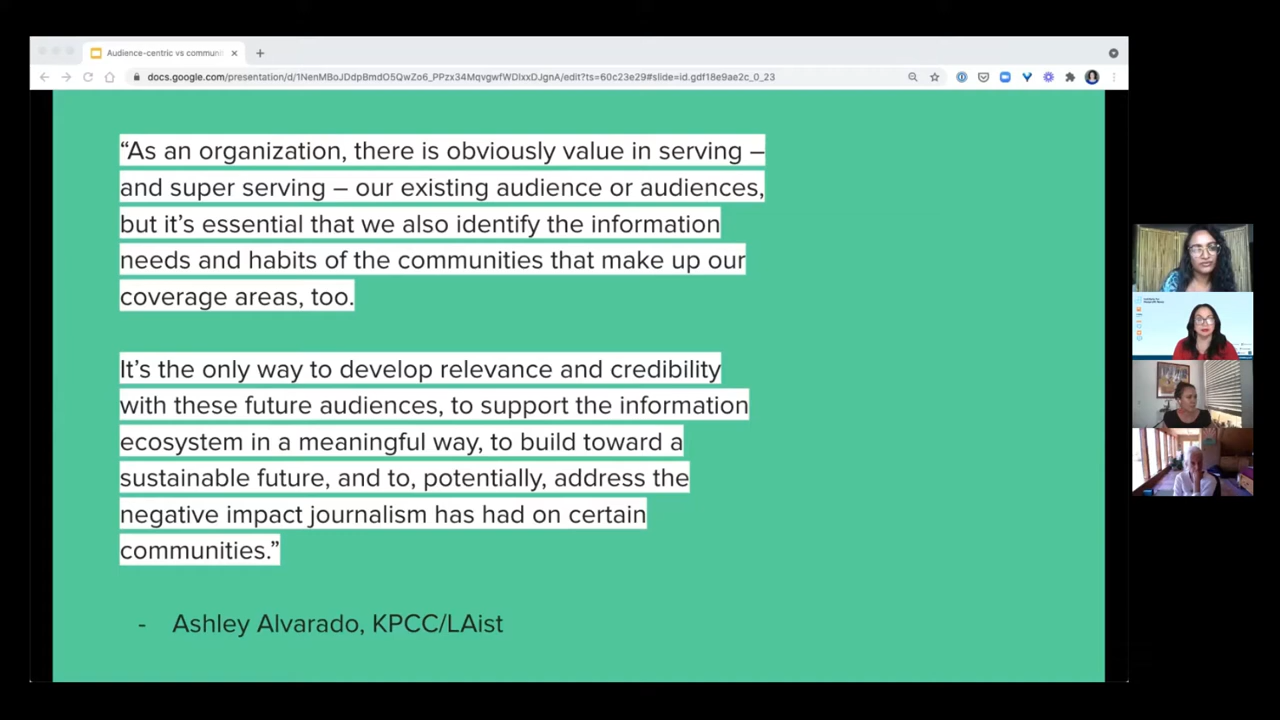 Audience-centric vs communi
docs.google.com/presentation/d/1NenMBoJDdpBmdO5QwZo6_PPzx34MqvgwfWDIxxDJgnA/edit?ts=60c23e29#slide=id.gdf18e9ae2c_0_23
“As an organization, there is obviously value in serving –
and super serving – our existing audience or audiences,
but it’s essential that we also identify the information
needs and habits of the communities that make up our
coverage areas, too.
It’s the only way to develop relevance and credibility
with these future audiences, to support the information
ecosystem in a meaningful way, to build toward a
sustainable future, and to, potentially, address the
negative impact journalism has had on certain
communities.”
- Ashley Alvarado, KPCC/LAist